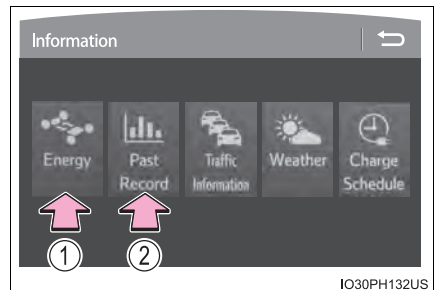 Information
Energy
Past
Record
Traffic
Information
Weather
Charge
Schedule
1
2
IO30PH132US